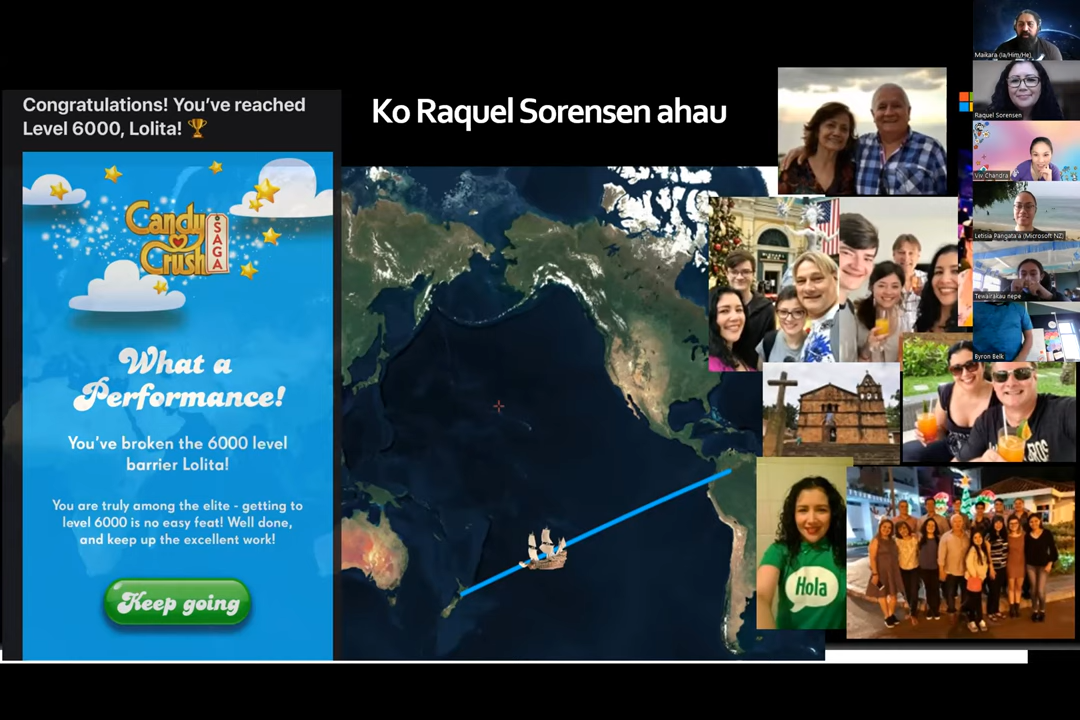 Congratulations! You've reached
Level 6000, Lolita! 🏆
Candy
Crush
SAGA
What a
Performance!
You've broken the 6000 level
barrier Lolita!
You are truly among the elite - getting to
level 6000 is no easy feat! Well done,
and keep up the excellent work!
Keep going
Ko Raquel Sorensen ahau
Hola
Maikara (Ia/Him/He)
Raquel Sorensen
Viv Chandra
Letisia Pangata'a (Microsoft NZ)
Tewairakau nepe
Byron Belk